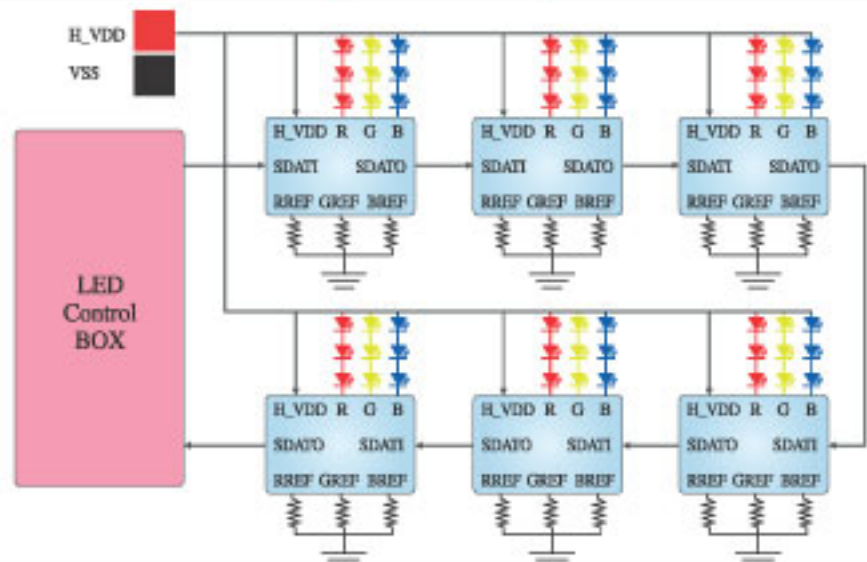 H_VDD
VSS
H_VDD R G B
H_VDD R G B
H_VDD R G B
SDATI SDATO
SDATI SDATO
SDATI SDATO
RREF GREF BREF
RREF GREF BREF
RREF GREF BREF
LED
Control
BOX
H_VDD R G B
H_VDD R G B
H_VDD R G B
SDATO SDATI
SDATO SDATI
SDATO SDATI
RREF GREF BREF
RREF GREF BREF
RREF GREF BREF